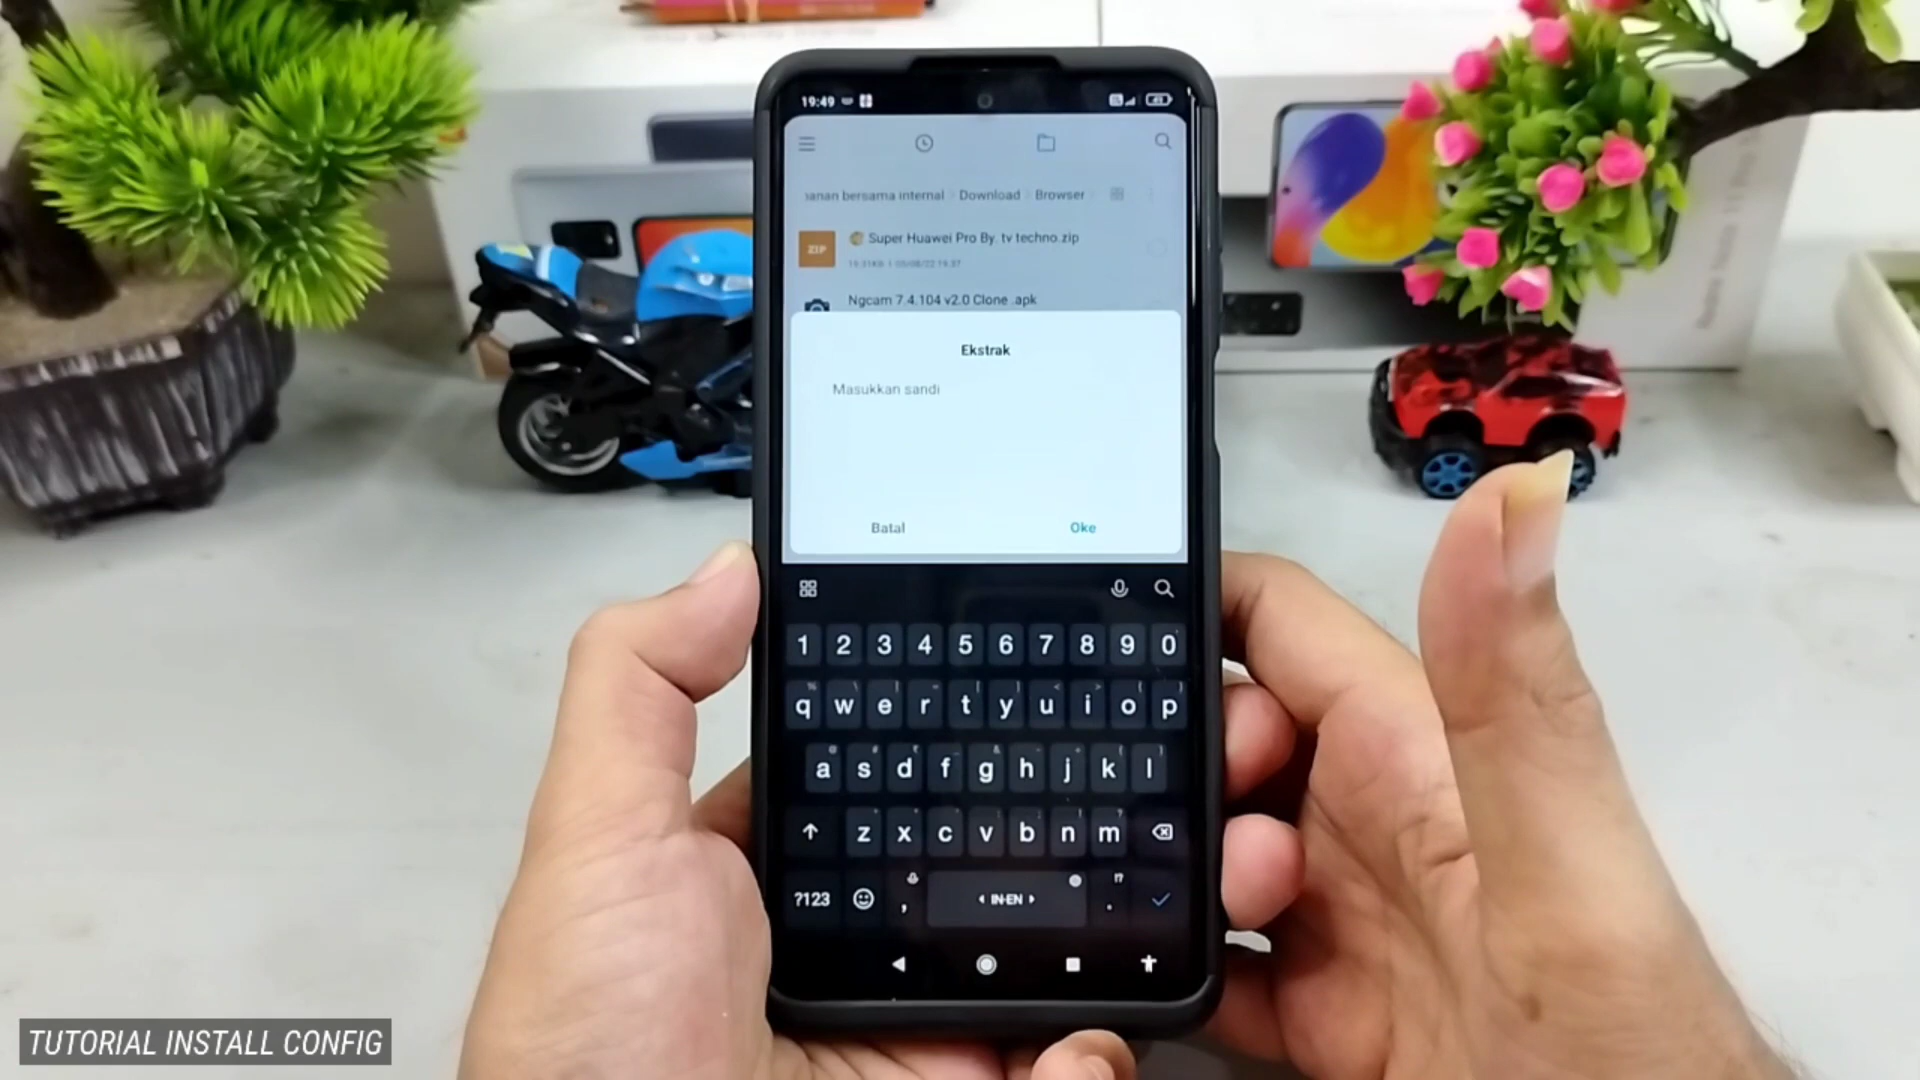 19:49
anan bersama internal Download Browser
ZIP Super Huawei Pro By. tv techno.zip
Ngcam 7.4.104 v2.0 Clone .apk
Ekstrak
Masukkan sandi
Batal Oke
1 2 3 4 5 6 7 8 9 0
q w e r t y u i o p
a s d f g h j k l
z x c v b n m
?123 , IN-EN .
TUTORIAL INSTALL CONFIG